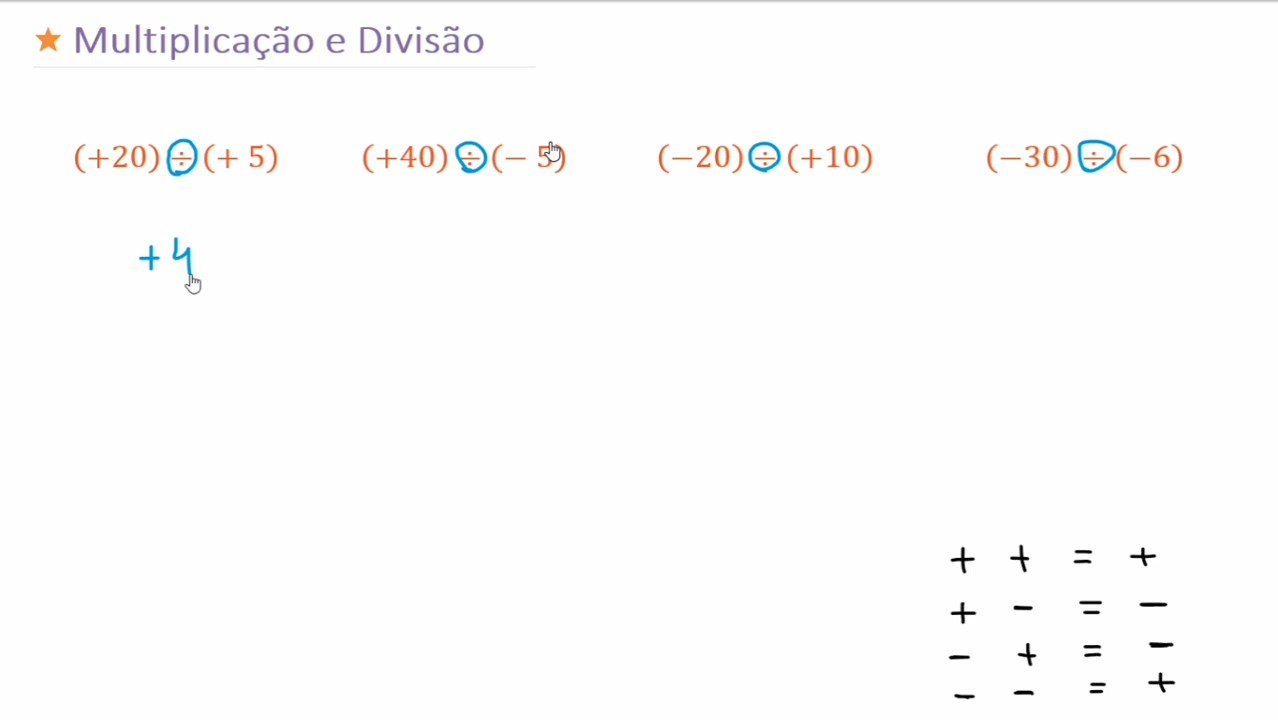 ★ Multiplicação e Divisão
(+20) ÷ (+ 5) (+40) ÷ (− 5) (−20) ÷ (+10) (−30) ÷ (−6)
+ 4
+ + = +
+ − = −
− + = −
− − = +